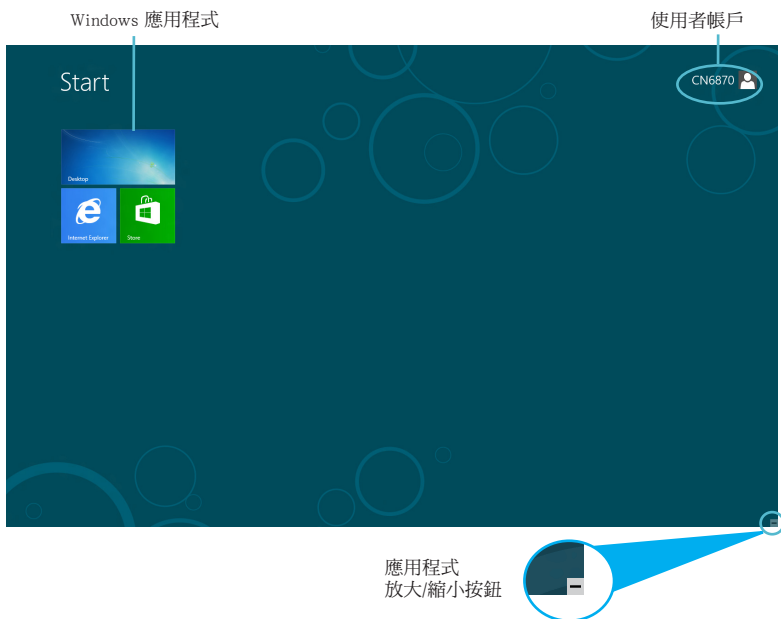 Windows 應用程式
使用者帳戶
Start
CN6870
Desktop
Internet Explorer
Store
應用程式
放大/縮小按鈕